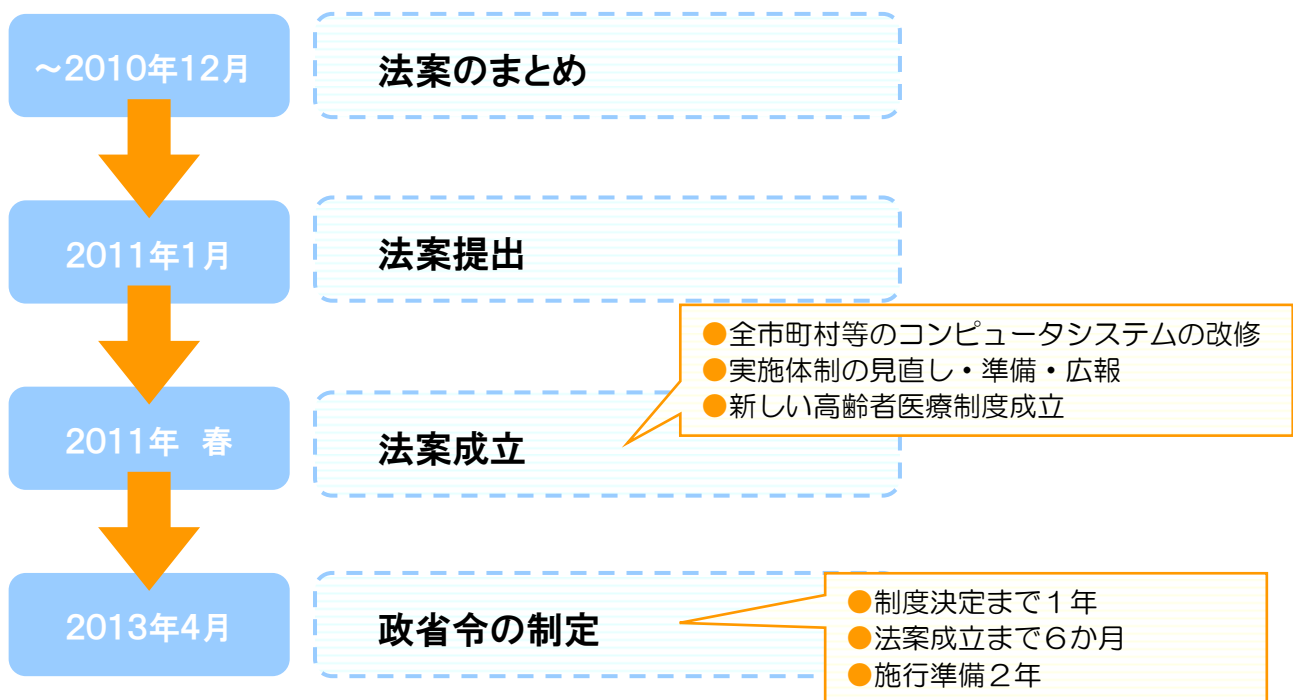 ～2010年12月
法案のまとめ
2011年1月
法案提出
●全市町村等のコンピュータシステムの改修
●実施体制の見直し・準備・広報
●新しい高齢者医療制度成立
2011年 春
法案成立
2013年4月
政省令の制定
●制度決定まで１年
●法案成立まで６か月
●施行準備２年